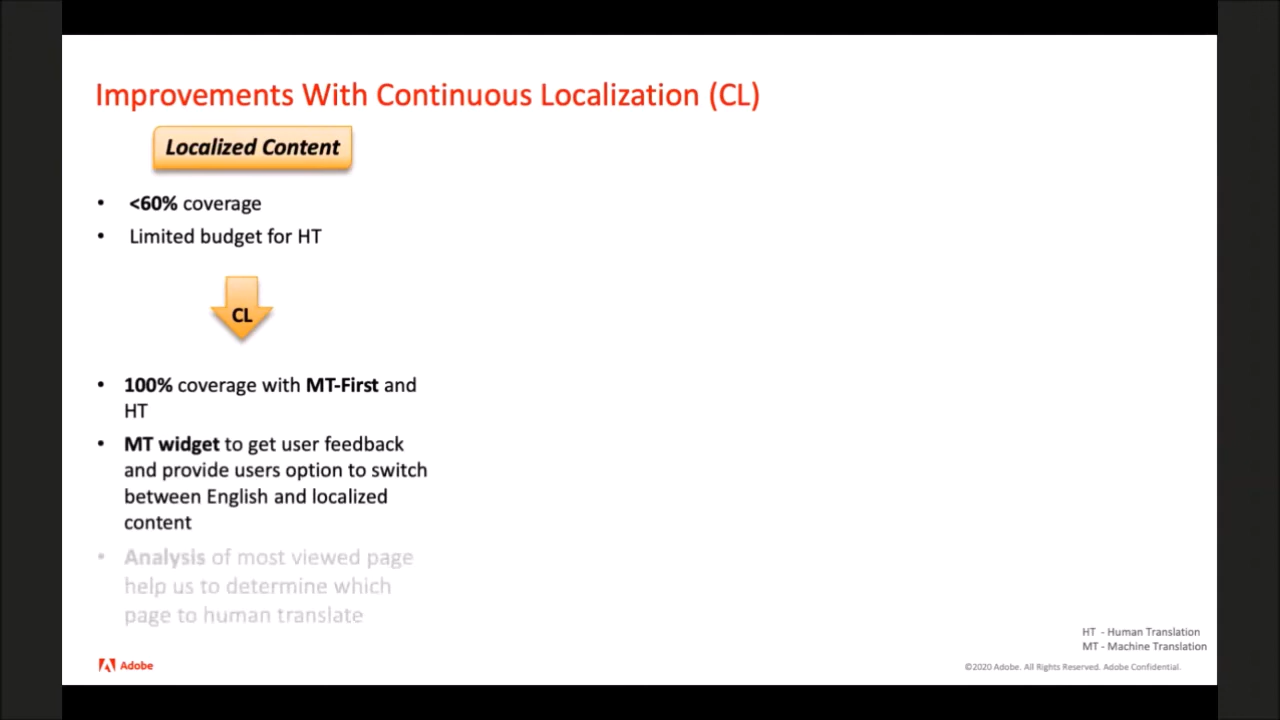 Improvements With Continuous Localization (CL)
Localized Content
• <60% coverage
• Limited budget for HT
CL
• 100% coverage with MT-First and
HT
• MT widget to get user feedback
and provide users option to switch
between English and localized
content
• Analysis of most viewed page
help us to determine which
page to human translate
HT - Human Translation
MT - Machine Translation
Adobe
©2020 Adobe. All Rights Reserved. Adobe Confidential.